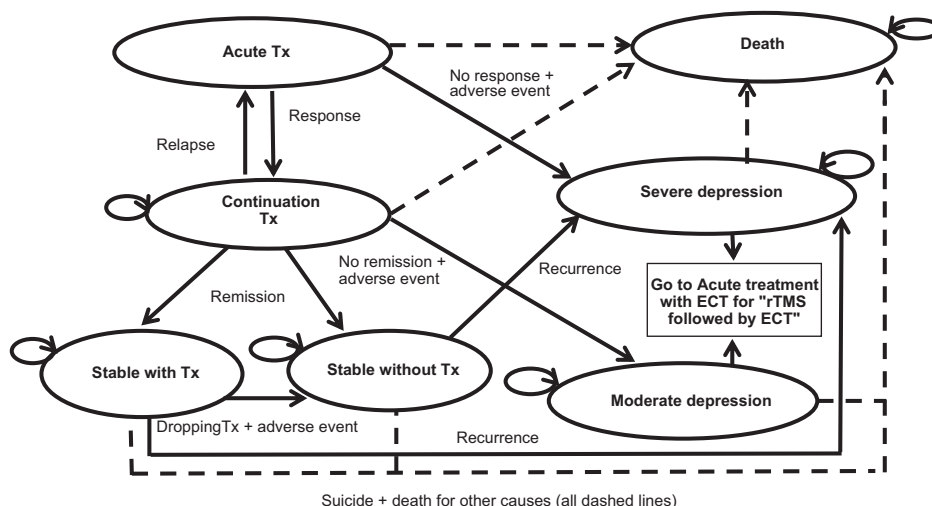 Acute Tx
Death
No response +
adverse event
Response
Relapse
Continuation
Tx
Severe depression
No remission +
adverse event
Recurrence
Go to Acute treatment
with ECT for "rTMS
followed by ECT"
Remission
Stable with Tx
Stable without Tx
Moderate depression
DroppingTx + adverse event
Recurrence
Suicide + death for other causes (all dashed lines)